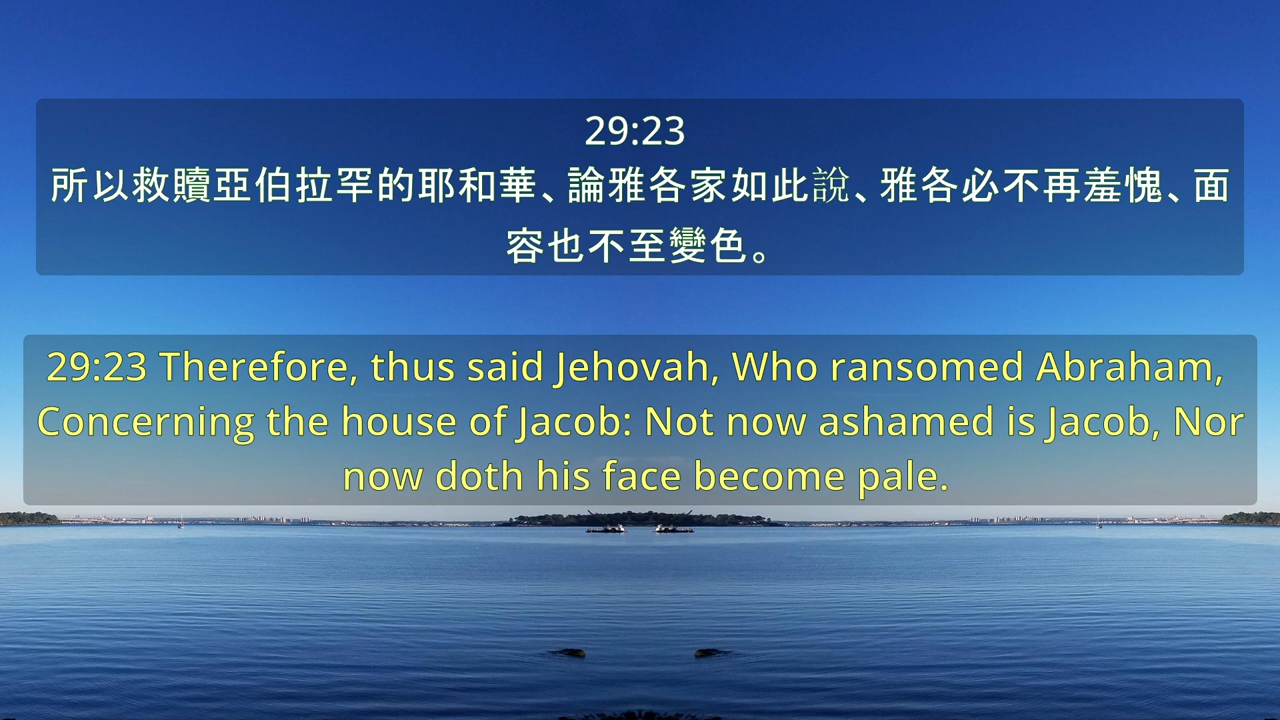 29:23
所以救贖亞伯拉罕的耶和華、論雅各家如此說、雅各必不再羞愧、面
容也不至變色。
29:23 Therefore, thus said Jehovah, Who ransomed Abraham,
Concerning the house of Jacob: Not now ashamed is Jacob, Nor
now doth his face become pale.